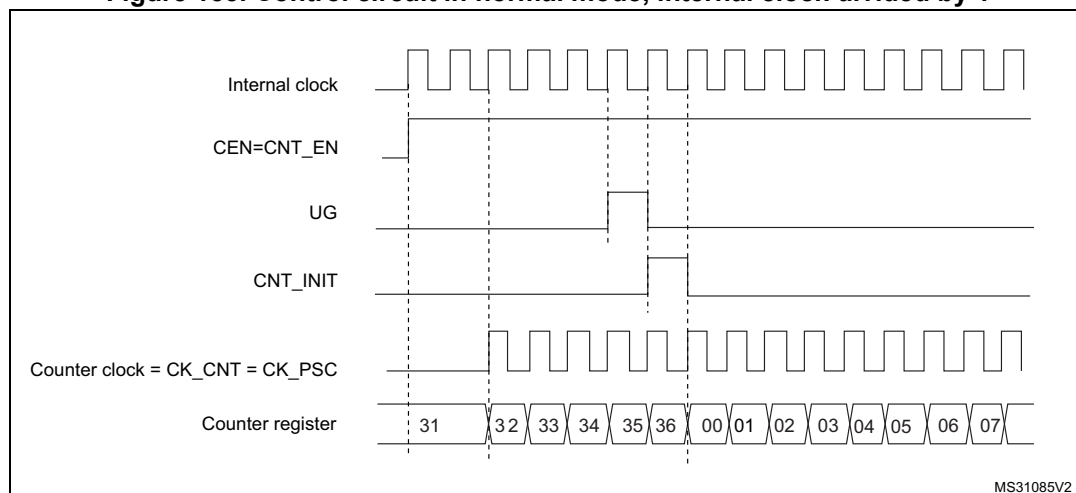 Figure Control circuit in normal mode, internal clock divided by 1
Internal clock
CEN=CNT_EN
UG
CNT_INIT
Counter clock = CK_CNT = CK_PSC
Counter register 31 32 33 34 35 36 00 01 02 03 04 05 06 07
MS31085V2